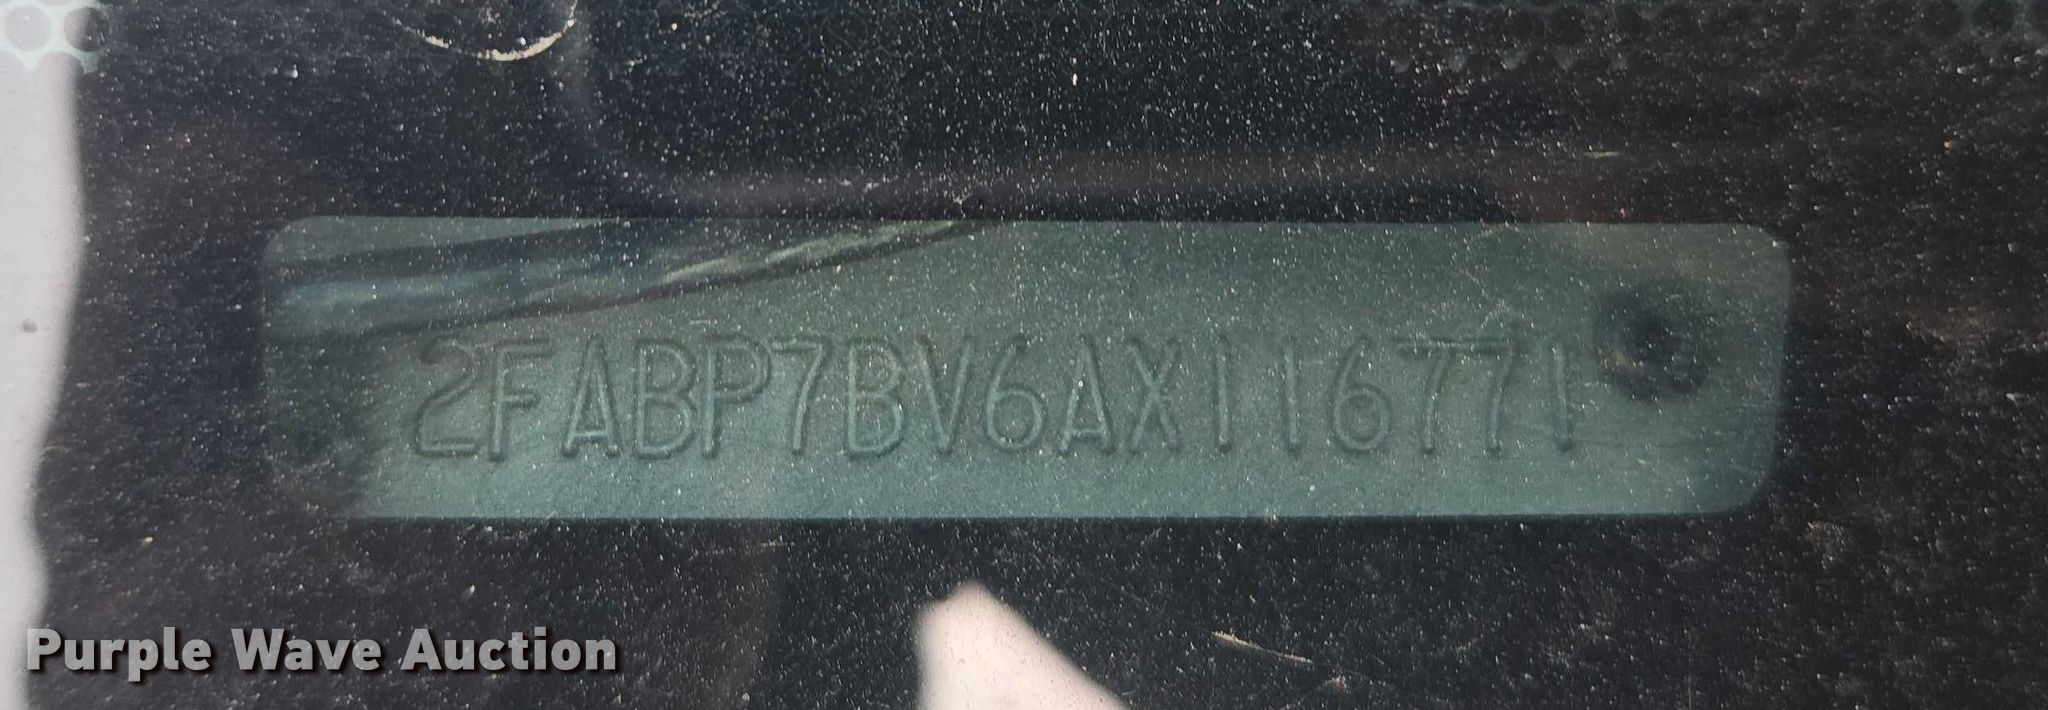 2FABP7BV6AX116771
Purple Wave Auction